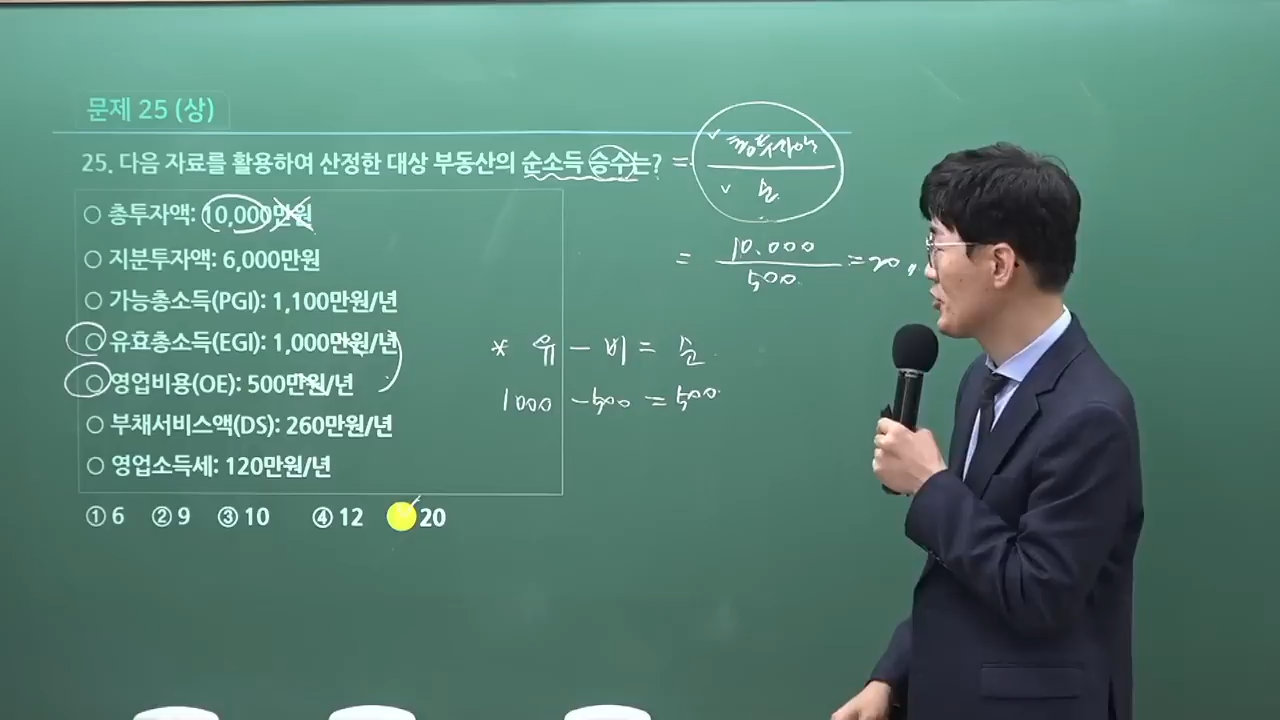 문제 25 (상)
25. 다음 자료를 활용하여 산정한 대상 부동산의 순소득 승수는? = 총투자액
순
○ 총투자액: 10,000만원
= 10.000
500 = 20
○ 지분투자액: 6,000만원
○ 가능총소득(PGI): 1,100만원/년
○ 유효총소득(EGI): 1,000만원/년
* 유 - 비 = 순
○ 영업비용(OE): 500만원/년
1000 - 500 = 500
○ 부채서비스액(DS): 260만원/년
○ 영업소득세: 120만원/년
① 6 ② 9 ③ 10 ④ 12 20